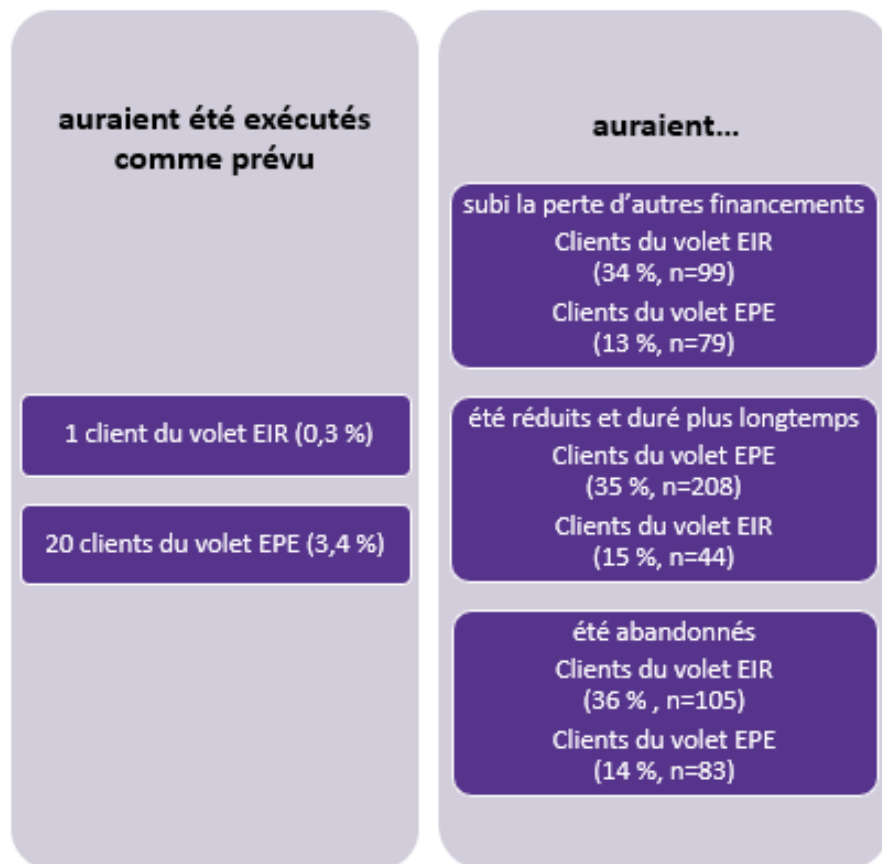 auraient été exécutés
comme prévu
1 client du volet EIR (0,3 %)
20 clients du volet EPE (3,4 %)
auraient...
subi la perte d'autres financements
Clients du volet EIR
(34 %, n=99)
Clients du volet EPE
(13 %, n=79)
été réduits et duré plus longtemps
Clients du volet EPE
(35 %, n=208)
Clients du volet EIR
(15 %, n=44)
été abandonnés
Clients du volet EIR
(36 % , n=105)
Clients du volet EPE
(14 %, n=83)